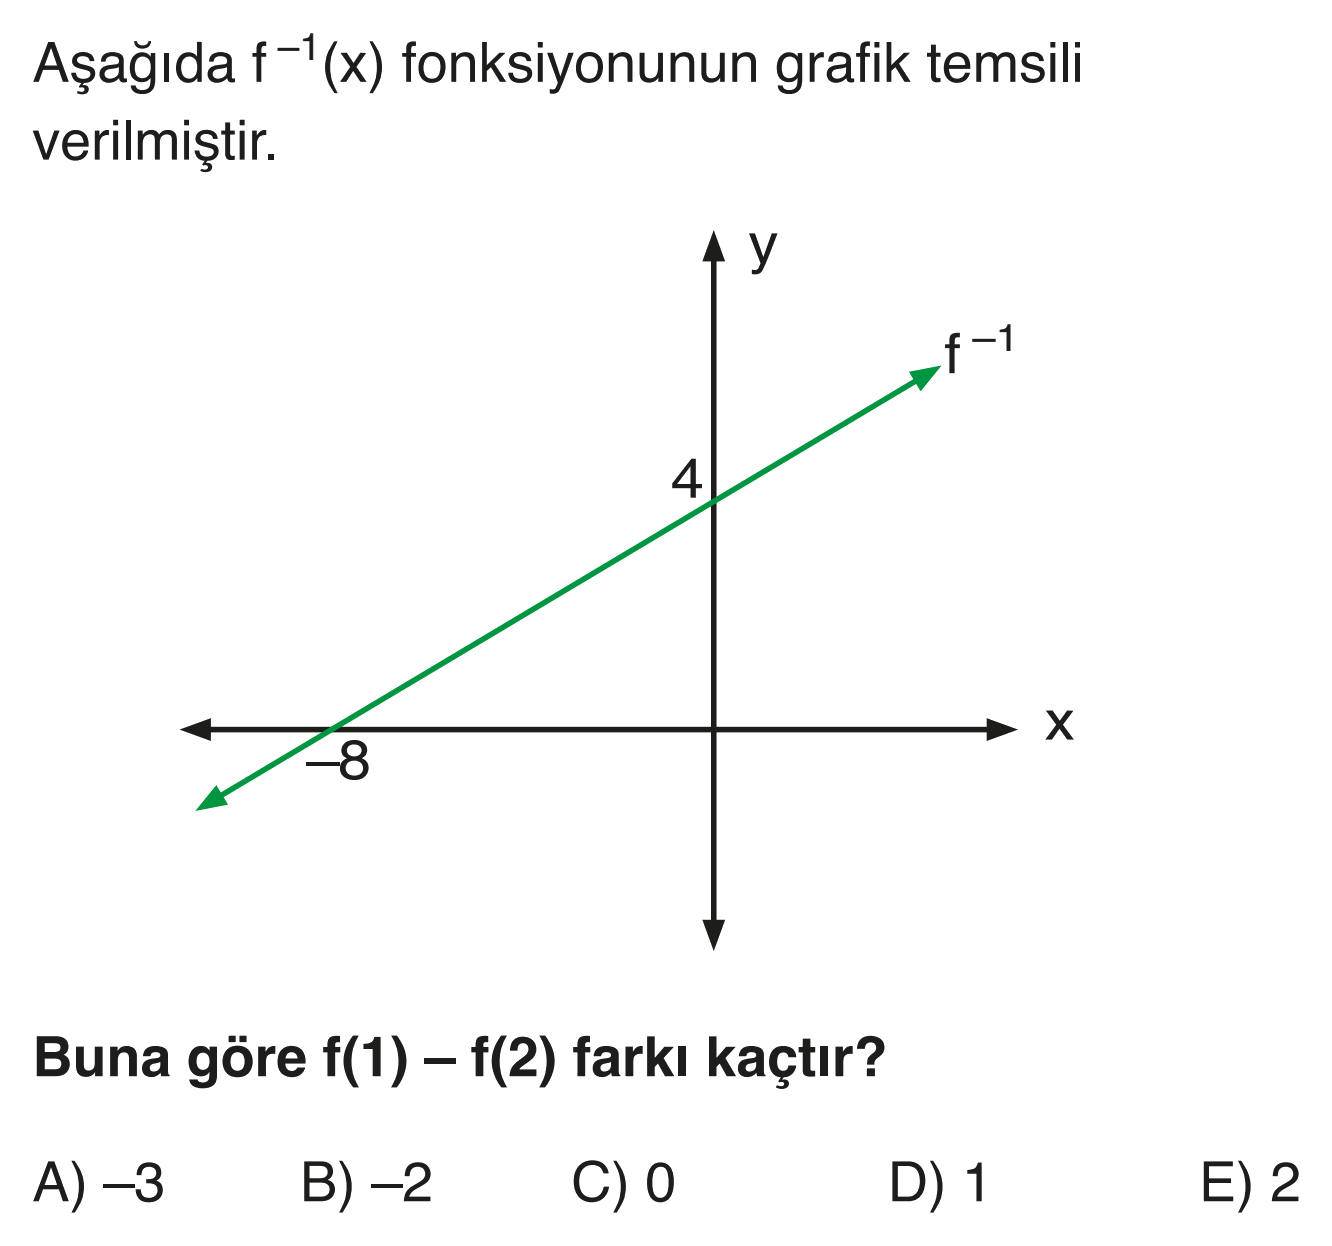 Aşağıda f⁻¹(x) fonksiyonunun grafik temsili
verilmiştir.
y
f⁻¹
4
x
–8
Buna göre f(1) – f(2) farkı kaçtır?
A) –3 B) –2 C) 0 D) 1 E) 2